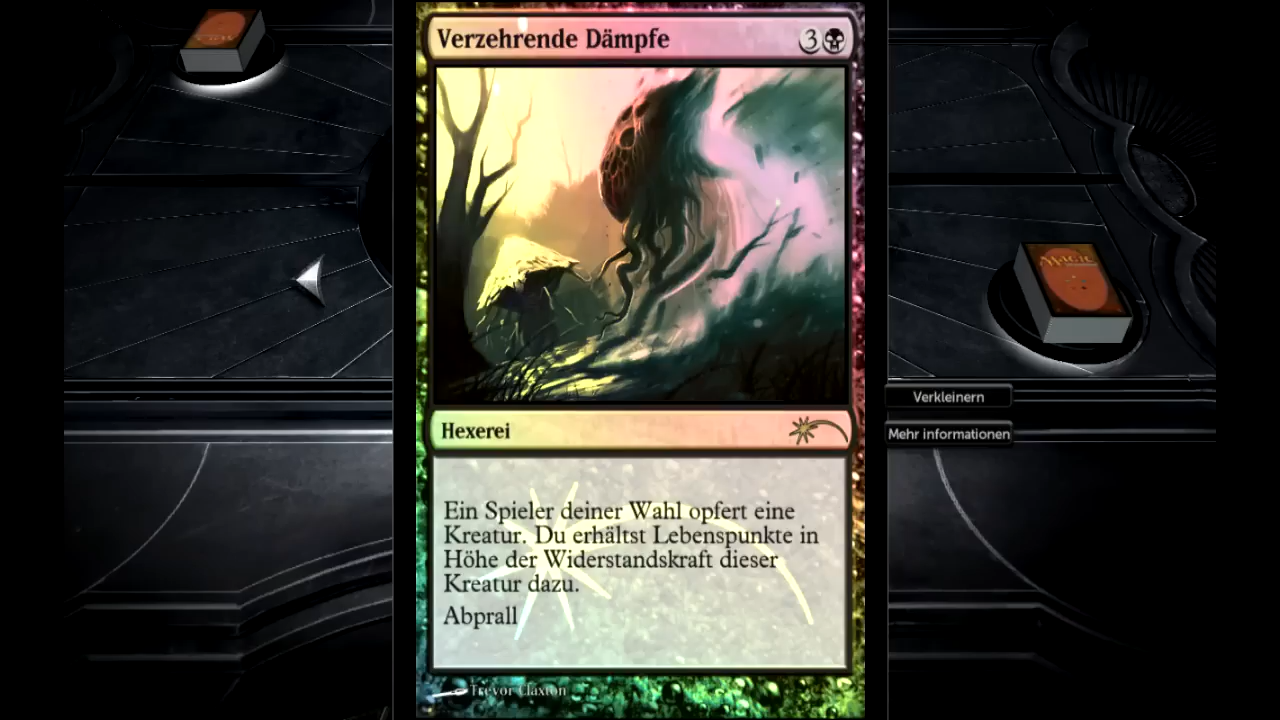 Verzehrende Dämpfe
3
Hexerei
Ein Spieler deiner Wahl opfert eine
Kreatur. Du erhältst Lebenspunkte in
Höhe der Widerstandskraft dieser
Kreatur dazu.
Abprall
Trevor Claxton
MAGIC
Verkleinern
Mehr informationen